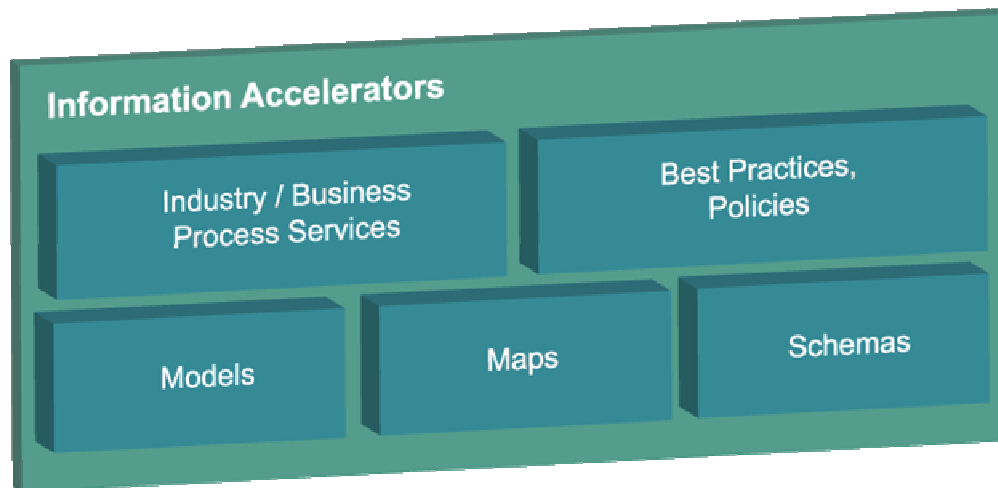 Information Accelerators
Industry / Business
Process Services
Best Practices,
Policies
Models
Maps
Schemas